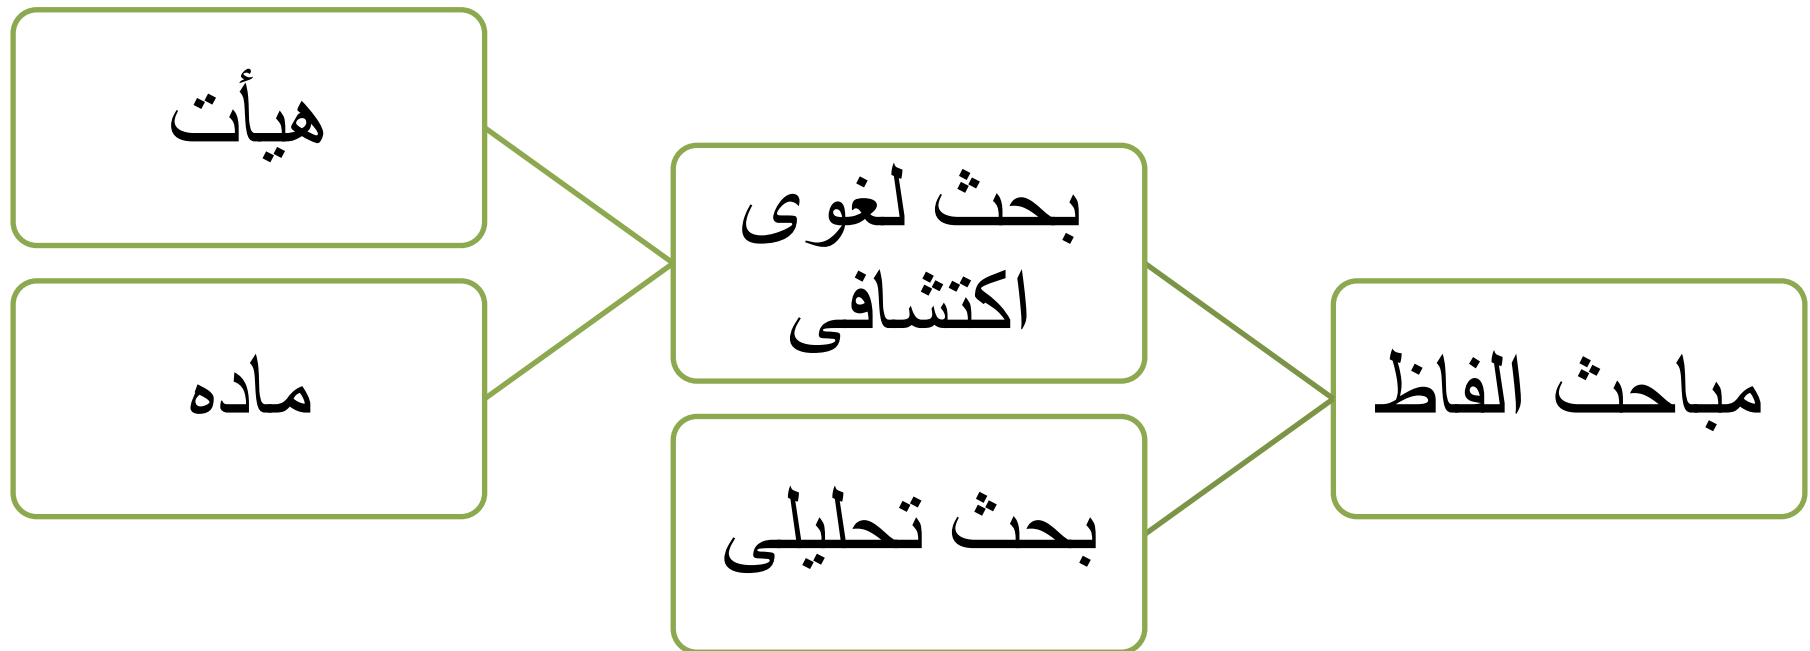 مباحث الفاظ
بحث لغوی
اکتشافی
هیأت
ماده
بحث تحلیلی